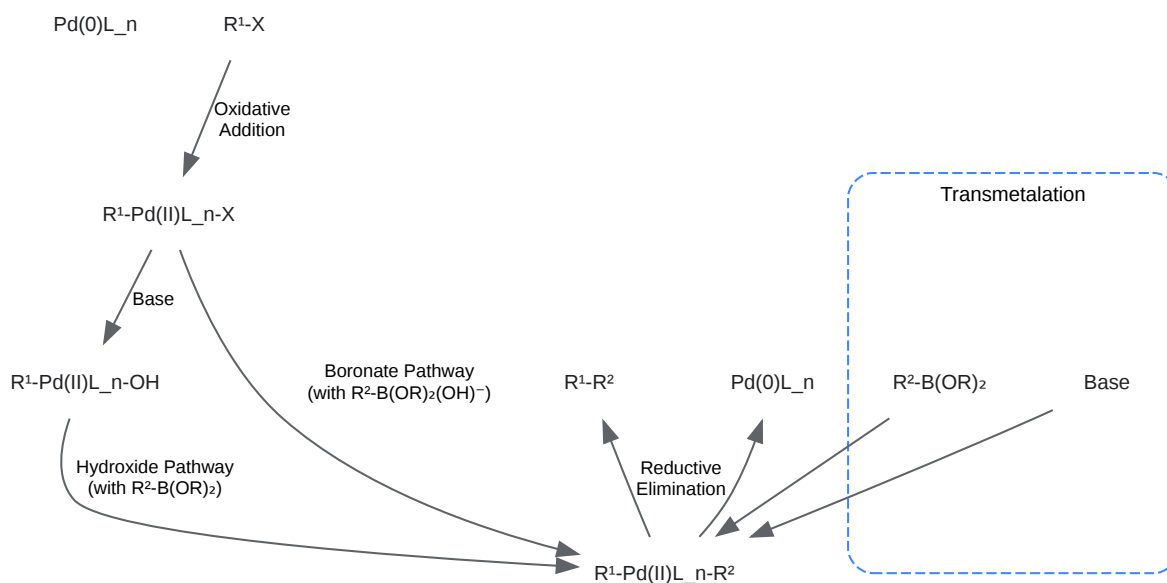 Pd(0)L_n
R¹-X
Oxidative
Addition
Transmetalation
R¹-Pd(II)L_n-X
Base
Boronate Pathway
(with R²-B(OR)₂(OH)⁻)
R¹-Pd(II)L_n-OH
R¹-R²
Pd(0)L_n
R²-B(OR)₂
Base
Hydroxide Pathway
(with R²-B(OR)₂)
Reductive
Elimination
R¹-Pd(II)L_n-R²